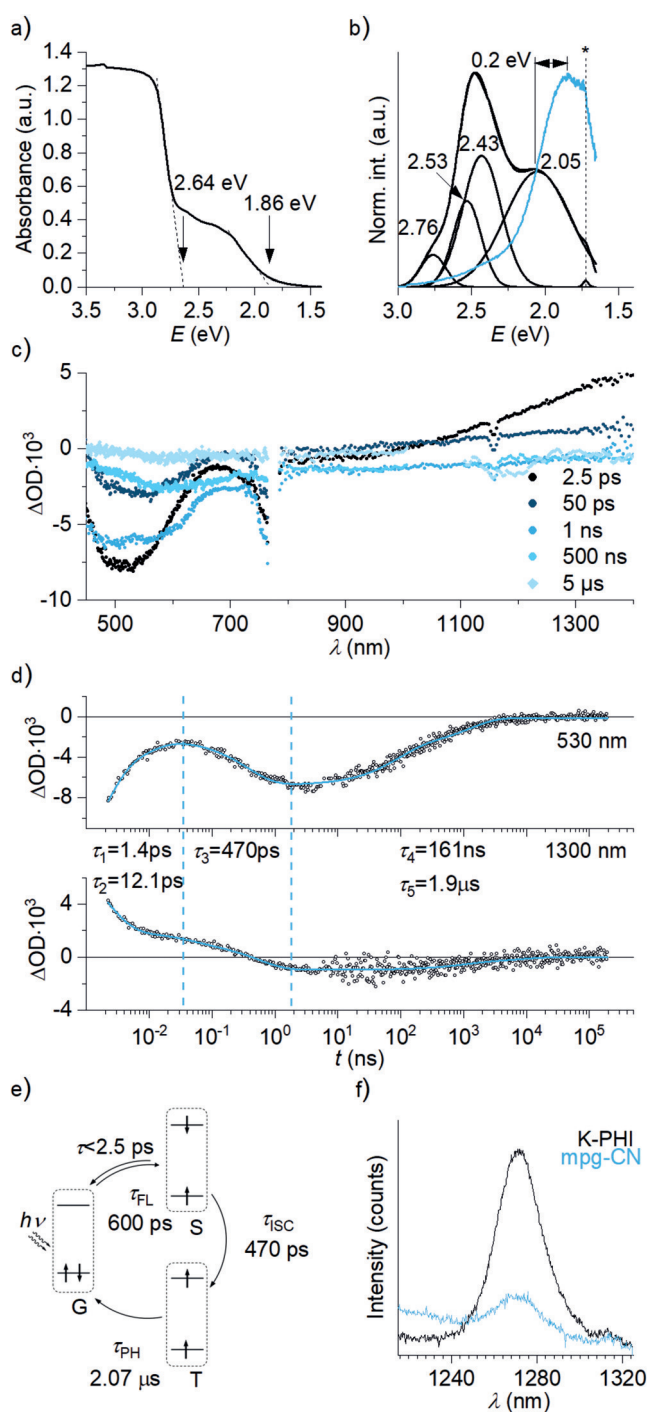 a)
1.4
1.2
1.0
0.8
0.6
0.4
0.2
0.0
Absorbance (a.u.)
2.64 eV
1.86 eV
3.5 3.0 2.5 2.0 1.5
E (eV)
b)
*
0.2 eV
2.43
2.53
2.05
2.76
Norm. int. (a.u.)
3.0 2.5 2.0 1.5
E (eV)
c)
5
0
-5
-10
ΔOD·10³
2.5 ps
50 ps
1 ns
500 ns
5 µs
500 700 900 1100 1300
λ (nm)
d)
0
-4
-8
ΔOD·10³
530 nm
τ₁=1.4ps τ₃=470ps τ₄=161ns 1300 nm
τ₂=12.1ps τ₅=1.9µs
4
0
-4
ΔOD·10³
10⁻² 10⁻¹ 10⁰ 10¹ 10² 10³ 10⁴ 10⁵
t (ns)
e)
τ<2.5 ps
τFL
600 ps
S
hν
G
τISC
470 ps
τPH
2.07 µs
T
f)
K-PHI
mpg-CN
Intensity (counts)
1240 1280 1320
λ (nm)